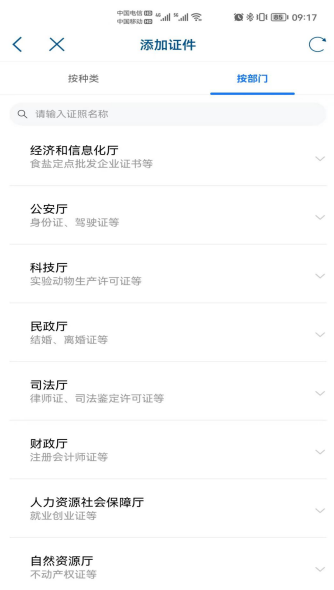 中国电信 HD 4G 5G 09:17
中国移动 HD
添加证件
按种类 按部门
请输入证照名称
经济和信息化厅
食盐定点批发企业证书等
公安厅
身份证、驾驶证等
科技厅
实验动物生产许可证等
民政厅
结婚、离婚证等
司法厅
律师证、司法鉴定许可证等
财政厅
注册会计师证等
人力资源社会保障厅
就业创业证等
自然资源厅
不动产权证等